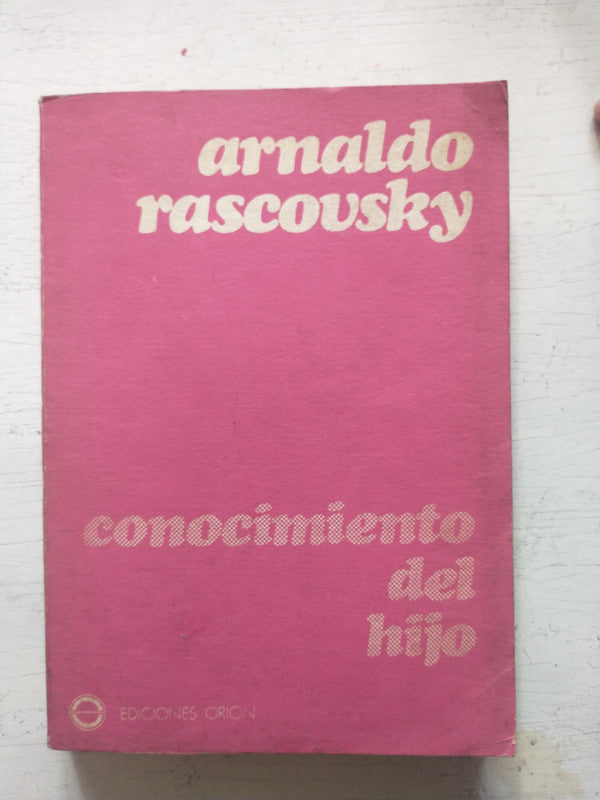 arnaldo
rascovsky
conocimiento
del
hijo
EDICIONES ORION